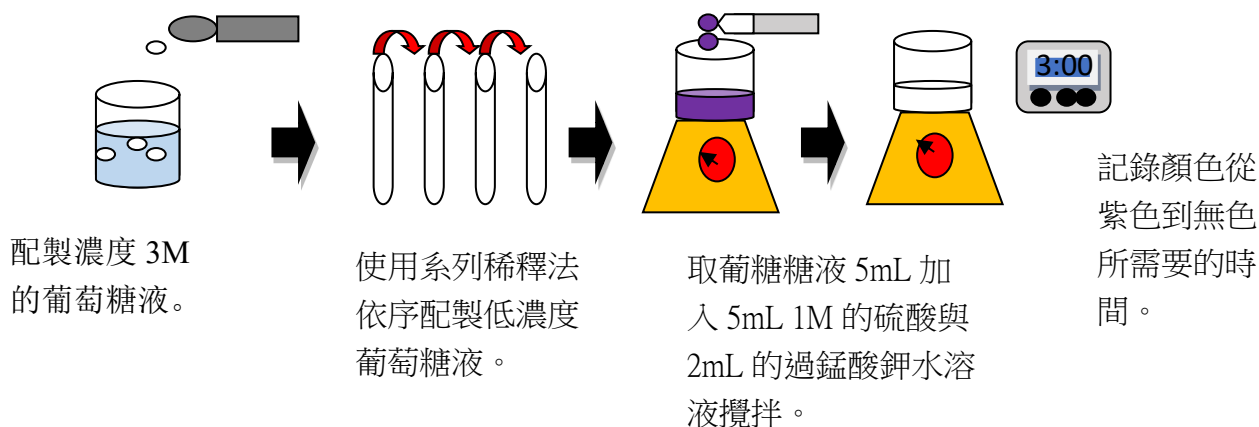 3:00
配製濃度 3M
的葡萄糖液。
使用系列稀釋法
依序配製低濃度
葡萄糖液。
取葡糖糖液 5mL 加
入 5mL 1M 的硫酸與
2mL 的過錳酸鉀水溶
液攪拌。
記錄顏色從
紫色到無色
所需要的時
間。